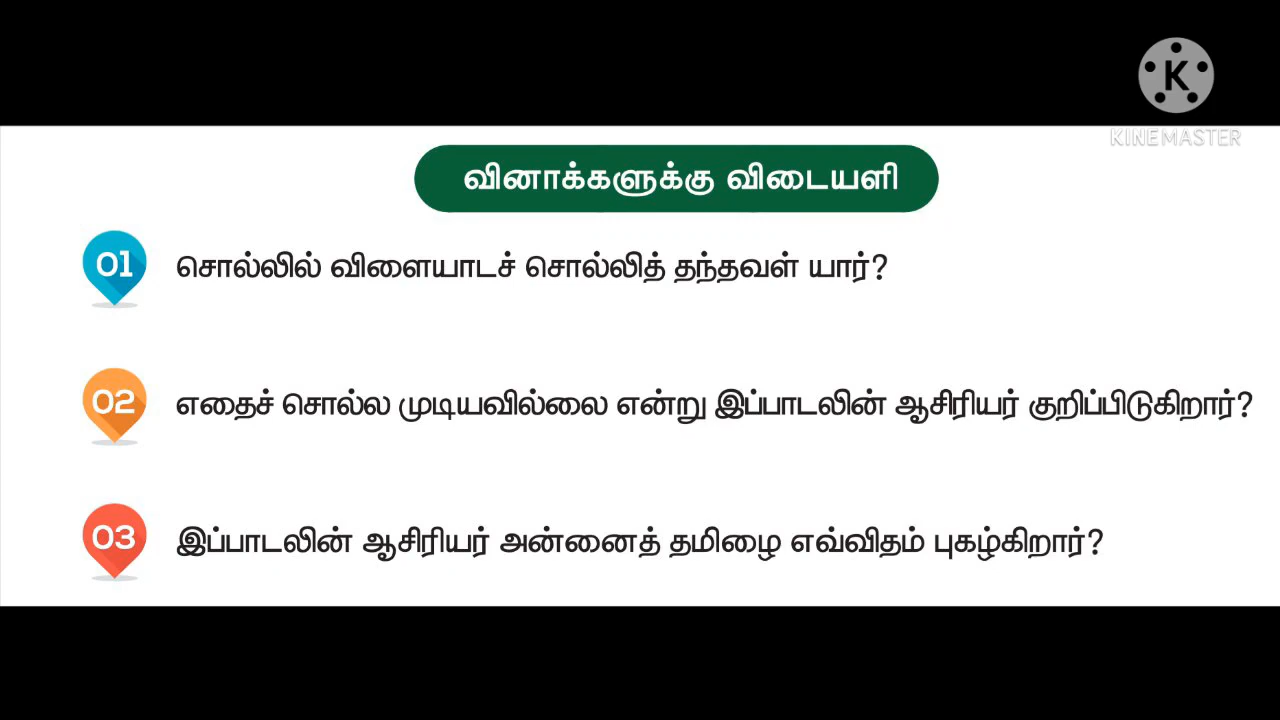 K
KINEMASTER
வினாக்களுக்கு விடையளி
01 சொல்லில் விளையாடச் சொல்லித் தந்தவள் யார்?
02 எதைச் சொல்ல முடியவில்லை என்று இப்பாடலின் ஆசிரியர் குறிப்பிடுகிறார்?
03 இப்பாடலின் ஆசிரியர் அன்னைத் தமிழை எவ்விதம் புகழ்கிறார்?